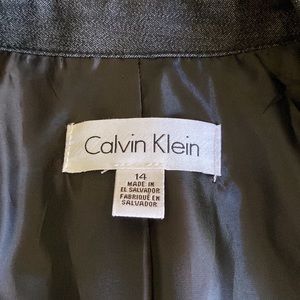 Calvin Klein
14
MADE IN
EL SALVADOR
FABRIQUÉ EN
SALVADOR